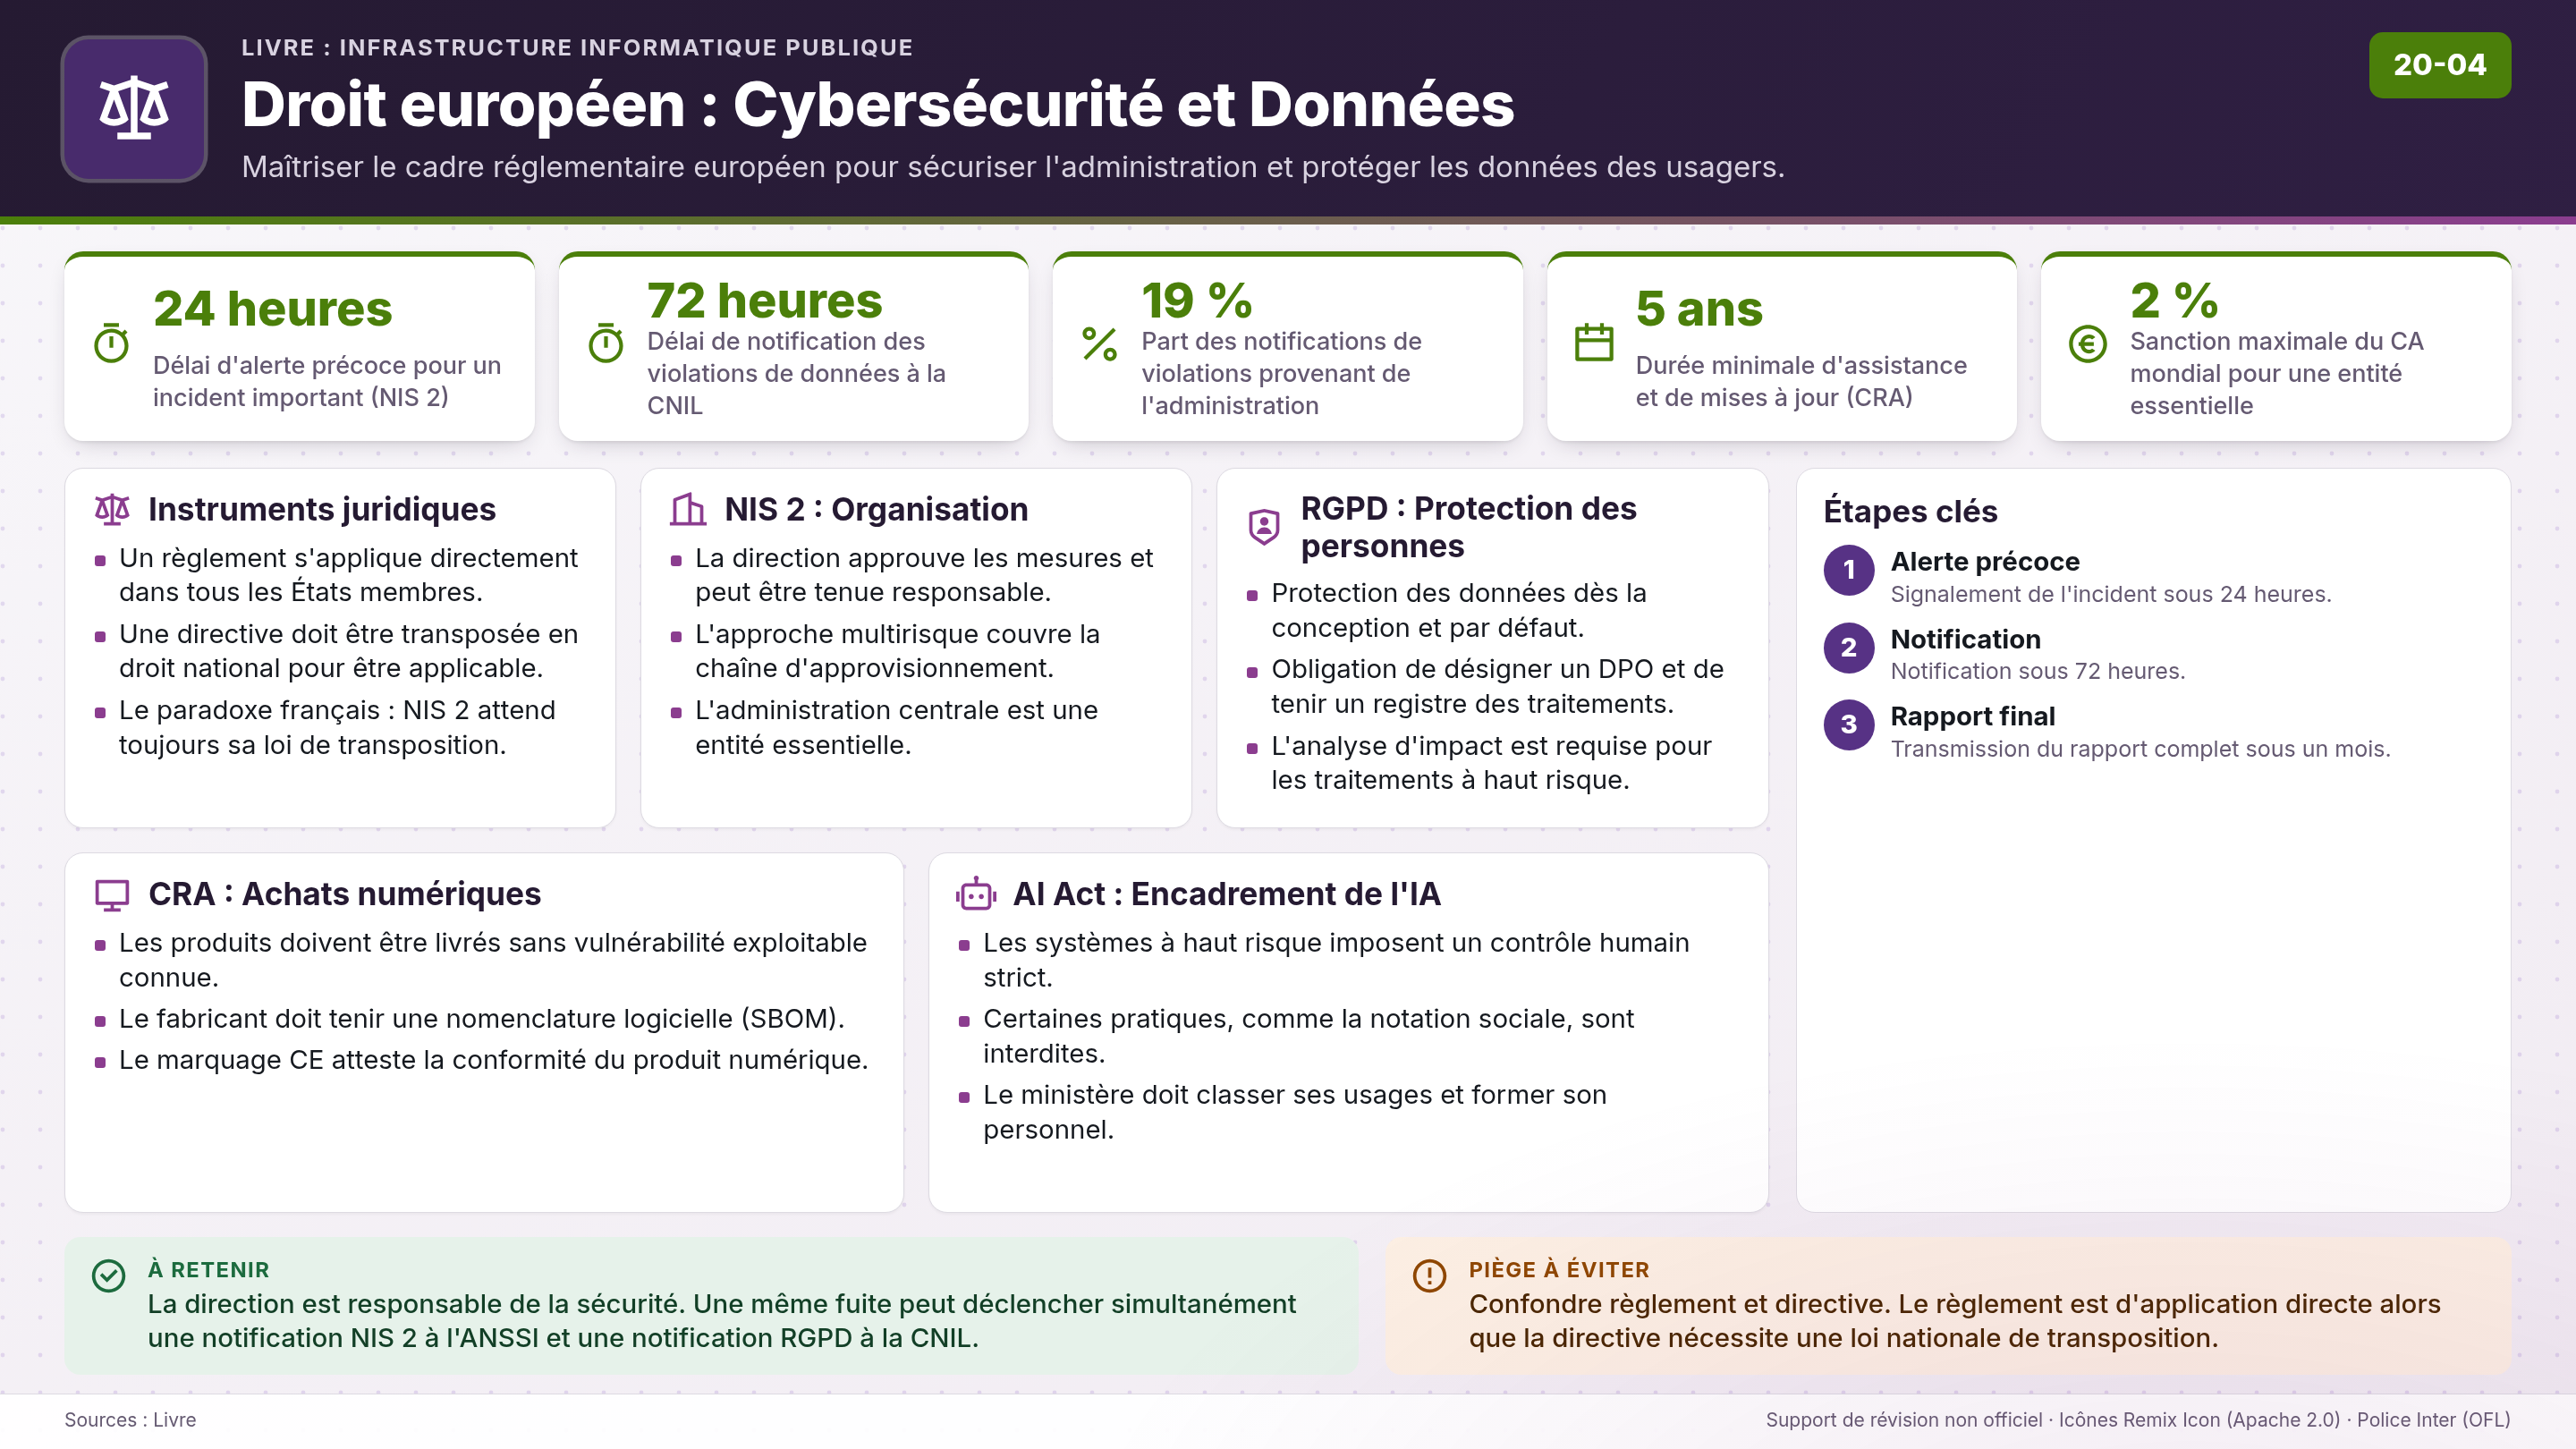 LIVRE : INFRASTRUCTURE INFORMATIQUE PUBLIQUE
Droit européen : Cybersécurité et Données
Maîtriser le cadre réglementaire européen pour sécuriser l'administration et protéger les données des usagers.
20-04
24 heures
Délai d'alerte précoce pour un
incident important (NIS 2)
72 heures
Délai de notification des
violations de données à la
CNIL
19 %
Part des notifications de
violations provenant de
l'administration
5 ans
Durée minimale d'assistance
et de mises à jour (CRA)
2 %
Sanction maximale du CA
mondial pour une entité
essentielle
Instruments juridiques
Un règlement s'applique directement
dans tous les États membres.
Une directive doit être transposée en
droit national pour être applicable.
Le paradoxe français : NIS 2 attend
toujours sa loi de transposition.
NIS 2 : Organisation
La direction approuve les mesures et
peut être tenue responsable.
L'approche multirisque couvre la
chaîne d'approvisionnement.
L'administration centrale est une
entité essentielle.
RGPD : Protection des
personnes
Protection des données dès la
conception et par défaut.
Obligation de désigner un DPO et de
tenir un registre des traitements.
L'analyse d'impact est requise pour
les traitements à haut risque.
Étapes clés
1
Alerte précoce
Signalement de l'incident sous 24 heures.
2
Notification
Notification sous 72 heures.
3
Rapport final
Transmission du rapport complet sous un mois.
CRA : Achats numériques
Les produits doivent être livrés sans vulnérabilité exploitable
connue.
Le fabricant doit tenir une nomenclature logicielle (SBOM).
Le marquage CE atteste la conformité du produit numérique.
AI Act : Encadrement de l'IA
Les systèmes à haut risque imposent un contrôle humain
strict.
Certaines pratiques, comme la notation sociale, sont
interdites.
Le ministère doit classer ses usages et former son
personnel.
À RETENIR
La direction est responsable de la sécurité. Une même fuite peut déclencher simultanément
une notification NIS 2 à l'ANSSI et une notification RGPD à la CNIL.
PIÈGE À ÉVITER
Confondre règlement et directive. Le règlement est d'application directe alors
que la directive nécessite une loi nationale de transposition.
Sources : Livre
Support de révision non officiel · Icônes Remix Icon (Apache 2.0) · Police Inter (OFL)